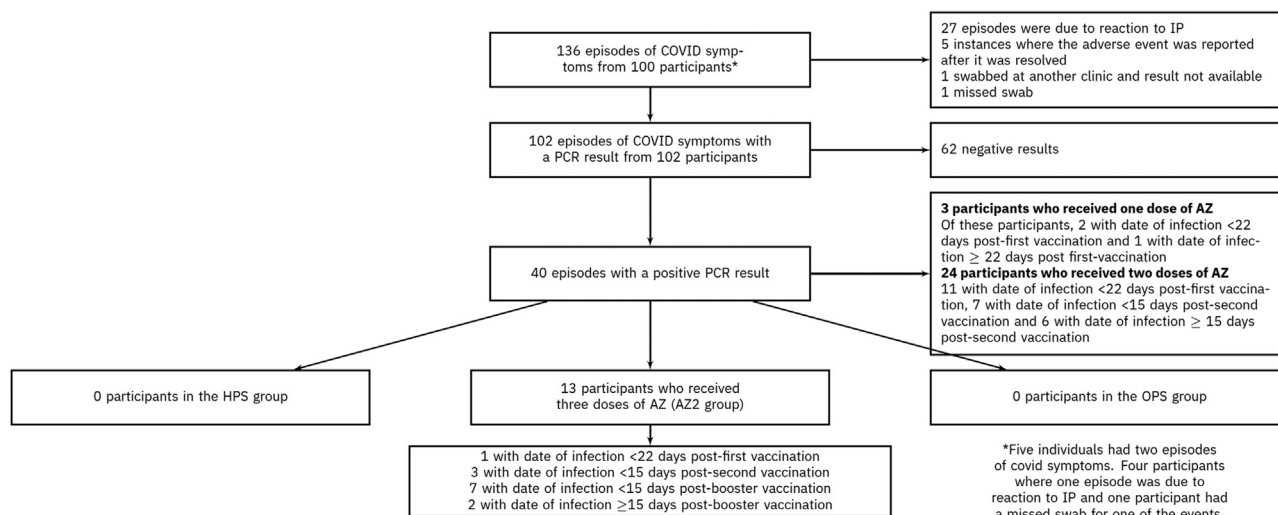 136 episodes of COVID symp-
toms from 100 participants*
27 episodes were due to reaction to IP
5 instances where the adverse event was reported
after it was resolved
1 swabbed at another clinic and result not available
1 missed swab
102 episodes of COVID symptoms with
a PCR result from 102 participants
62 negative results
40 episodes with a positive PCR result
3 participants who received one dose of AZ
Of these participants, 2 with date of infection <22
days post-first vaccination and 1 with date of infec-
tion ≥ 22 days post first-vaccination
24 participants who received two doses of AZ
11 with date of infection <22 days post-first vaccina-
tion, 7 with date of infection <15 days post-second
vaccination and 6 with date of infection ≥ 15 days
post-second vaccination
0 participants in the HPS group
13 participants who received
three doses of AZ (AZ2 group)
0 participants in the OPS group
1 with date of infection <22 days post-first vaccination
3 with date of infection <15 days post-second vaccination
7 with date of infection <15 days post-booster vaccination
2 with date of infection ≥15 days post-booster vaccination
*Five individuals had two episodes
of covid symptoms. Four participants
where one episode was due to
reaction to IP and one participant had
a missed swab for one of the events